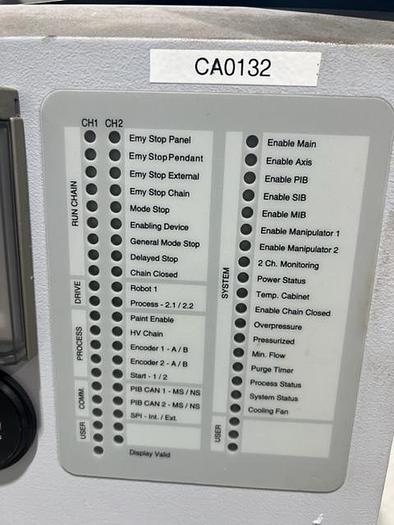 CA0132
CH1 CH2
RUN CHAIN
Emy Stop Panel
Emy Stop Pendant
Emy Stop External
Emy Stop Chain
Mode Stop
Enabling Device
General Mode Stop
Delayed Stop
Chain Closed
DRIVE
Robot 1
Process - 2.1 / 2.2
PROCESS
Paint Enable
HV Chain
Encoder 1 - A / B
Encoder 2 - A / B
Start - 1 / 2
COMM.
PIB CAN 1 - MS / NS
PIB CAN 2 - MS / NS
SPI - Int. / Ext.
USER
Display Valid
SYSTEM
Enable Main
Enable Axis
Enable PIB
Enable SIB
Enable MIB
Enable Manipulator 1
Enable Manipulator 2
2 Ch. Monitoring
Power Status
Temp. Cabinet
Enable Chain Closed
Overpressure
Pressurized
Min. Flow
Purge Timer
Process Status
System Status
Cooling Fan
USER